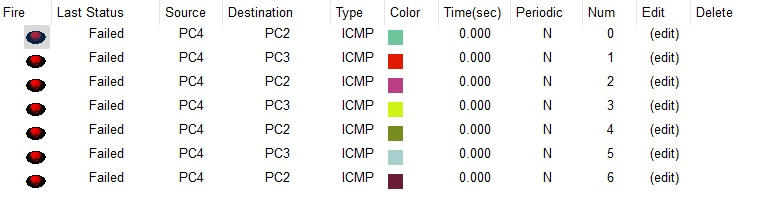 Fire Last Status Source Destination Type Color Time(sec) Periodic Num Edit Delete
Failed PC4 PC2 ICMP 0.000 N 0 (edit)
Failed PC4 PC3 ICMP 0.000 N 1 (edit)
Failed PC4 PC2 ICMP 0.000 N 2 (edit)
Failed PC4 PC3 ICMP 0.000 N 3 (edit)
Failed PC4 PC2 ICMP 0.000 N 4 (edit)
Failed PC4 PC3 ICMP 0.000 N 5 (edit)
Failed PC4 PC2 ICMP 0.000 N 6 (edit)